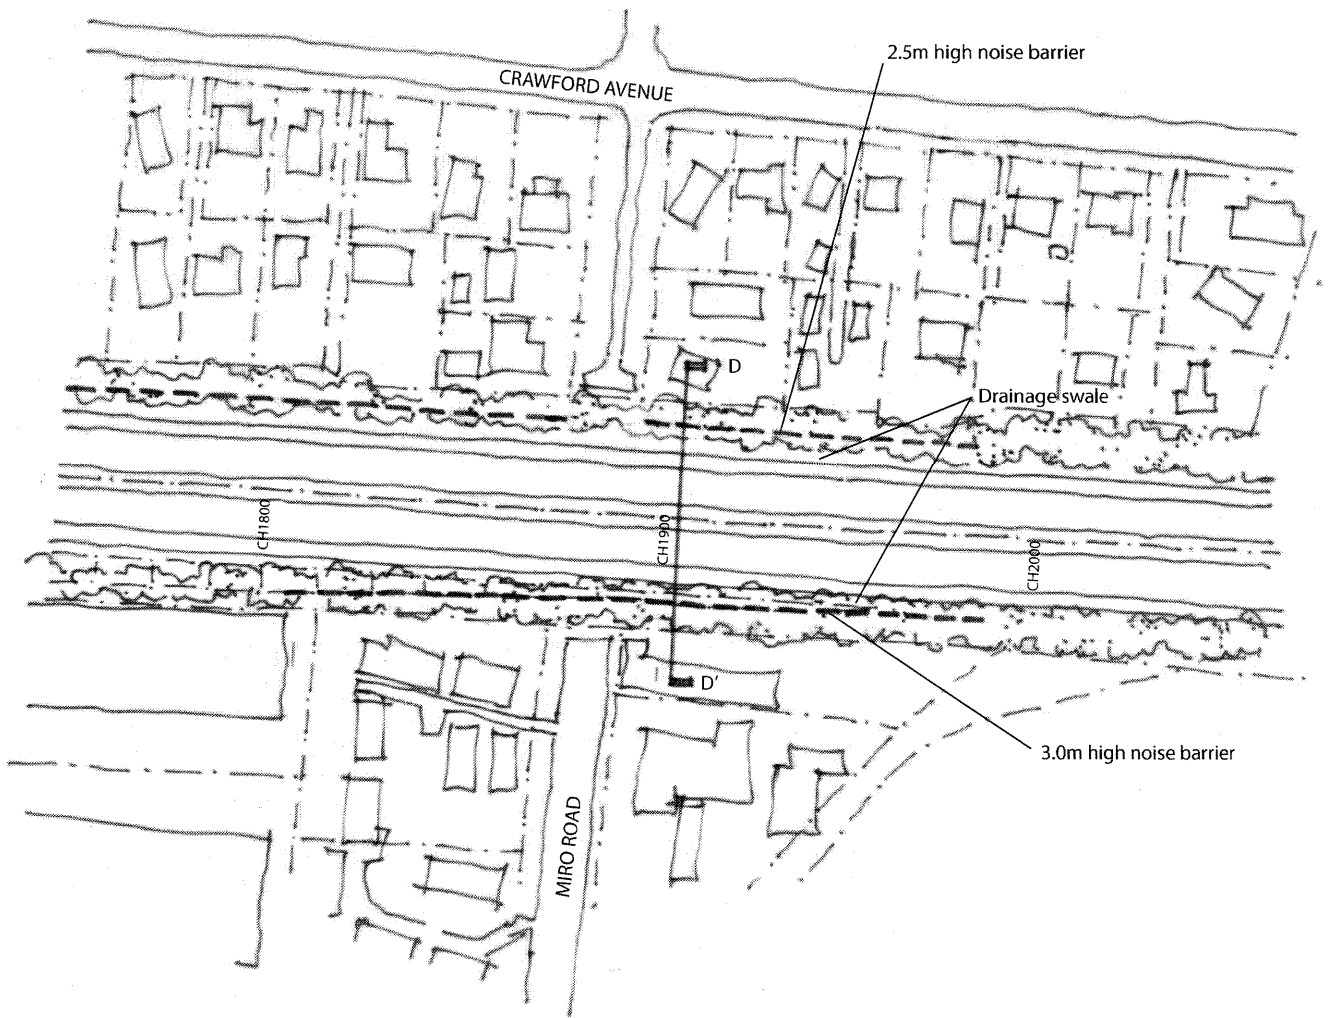 2.5m high noise barrier
CRAWFORD AVENUE
D
Drainage swale
CH1800
CH1900
CH2000
D'
3.0m high noise barrier
MIRO ROAD